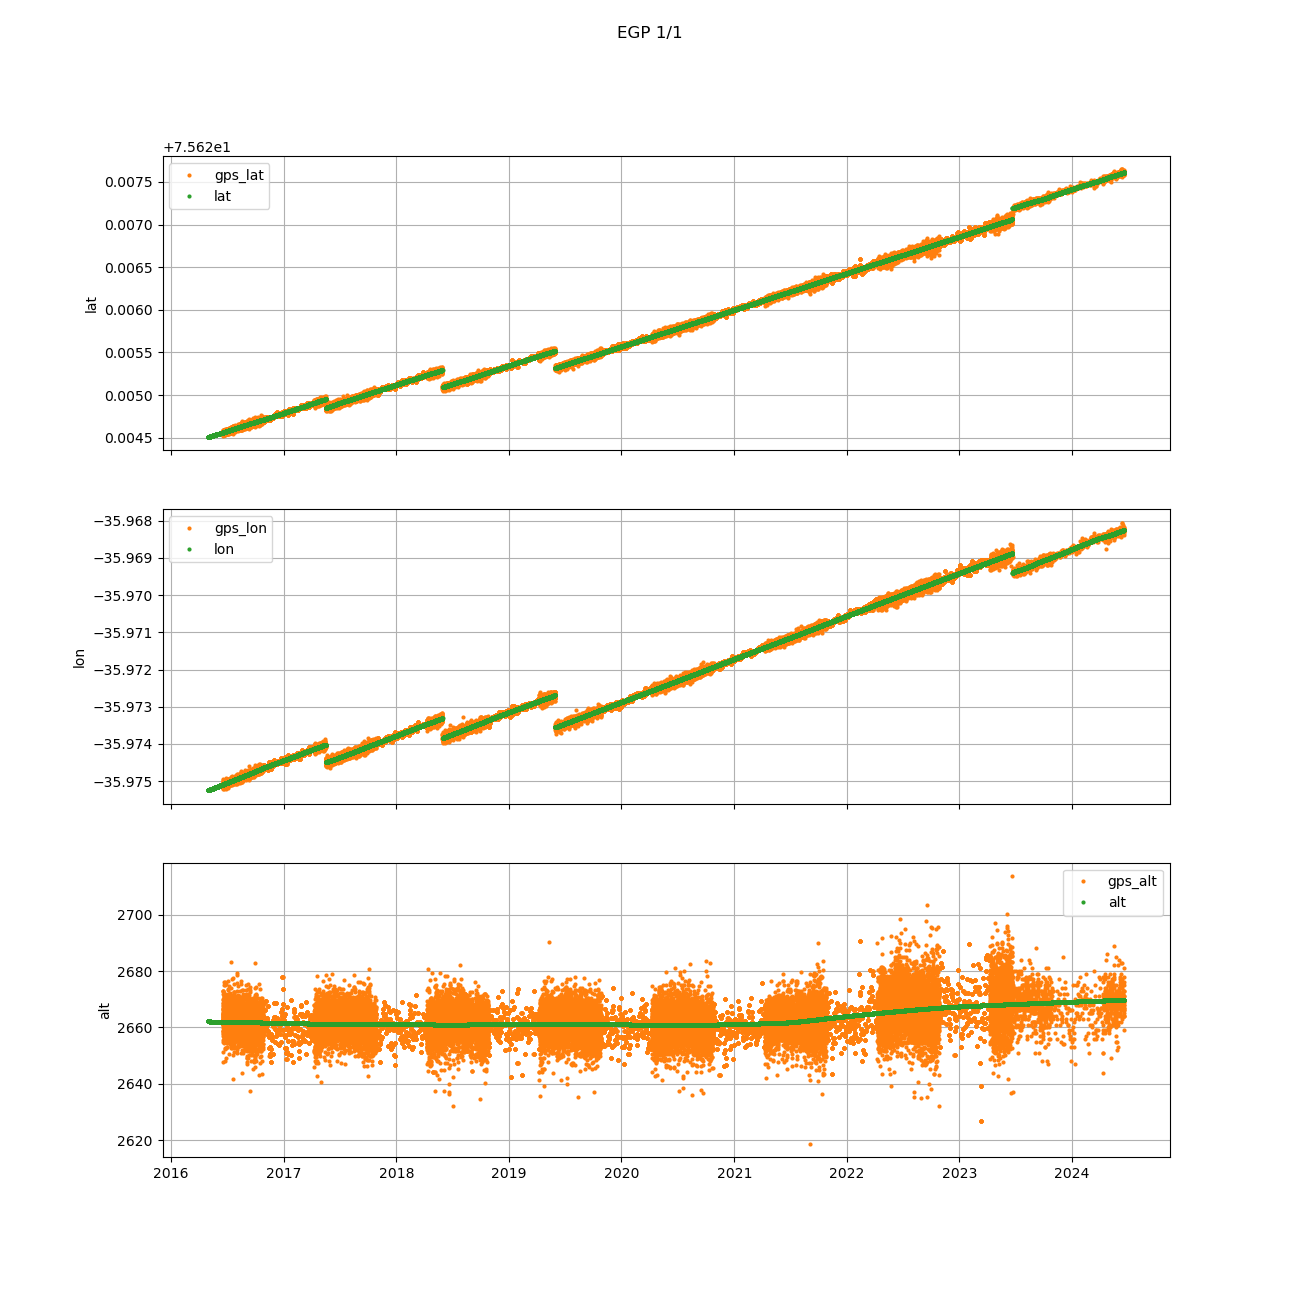 EGP 1/1
+7.562e1
gps_lat
lat
0.0075
0.0070
0.0065
0.0060
0.0055
0.0050
0.0045
lat
gps_lon
lon
−35.968
−35.969
−35.970
−35.971
−35.972
−35.973
−35.974
−35.975
lon
gps_alt
alt
2700
2680
2660
2640
2620
alt
2016 2017 2018 2019 2020 2021 2022 2023 2024